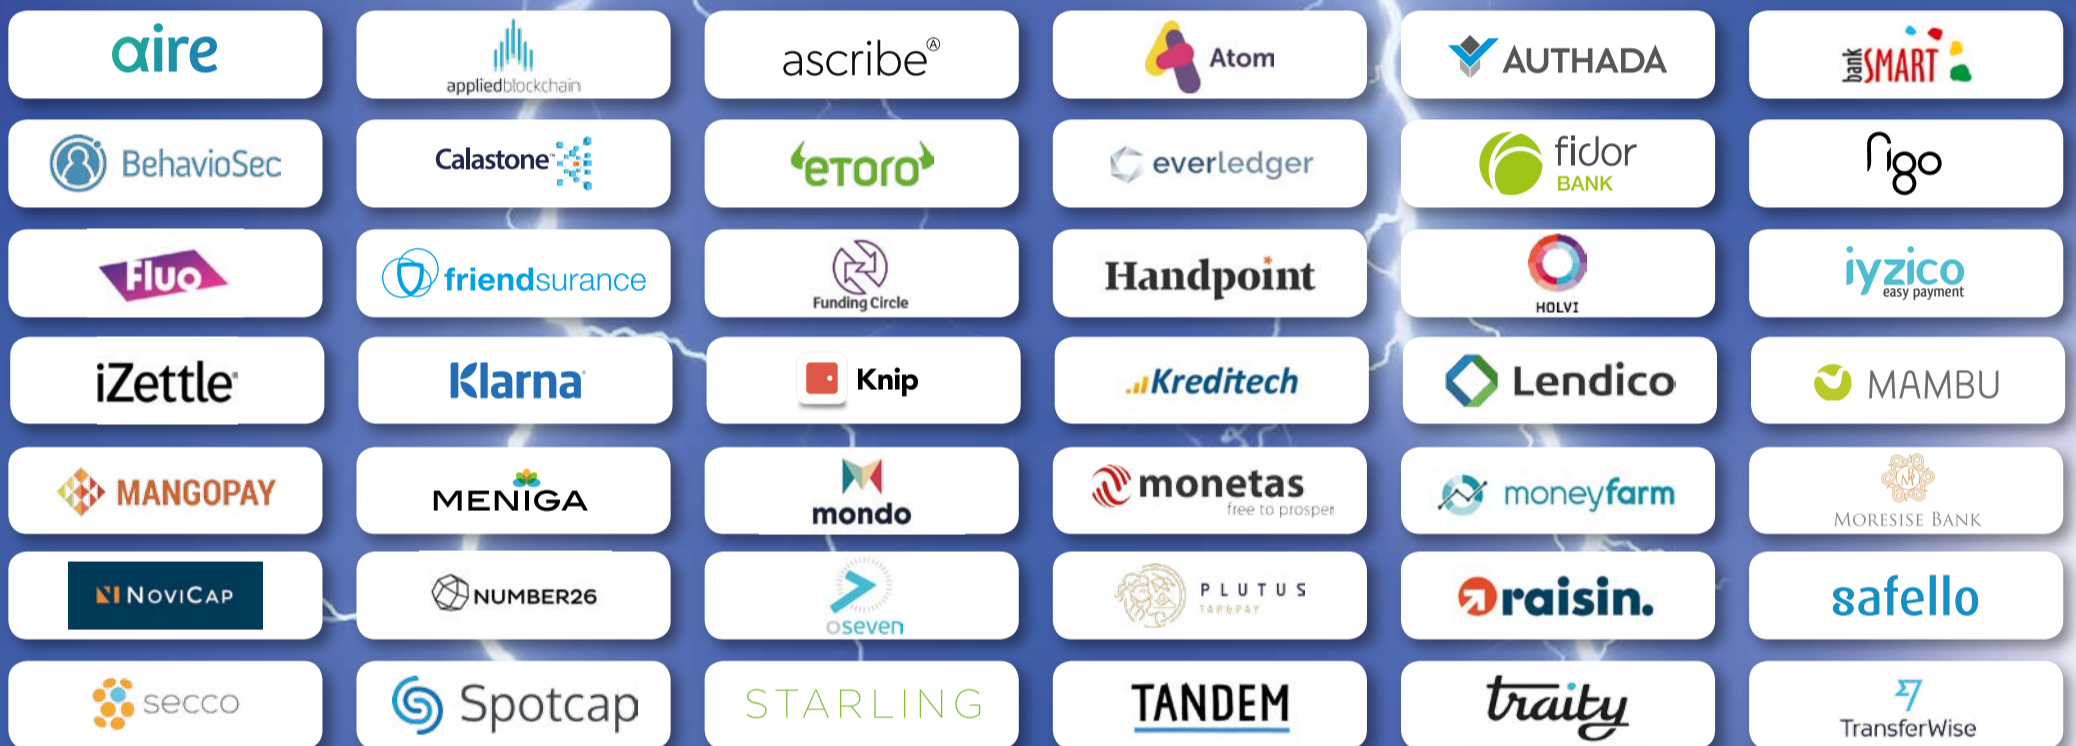 aire
appliedblockchain
ascribe
A
Atom
AUTHADA
bankSMART
BehavioSec
Calastone
eToro
everledger
fidor
BANK
figo
Fluo
friendsurance
Funding Circle
Handpoint
HOLVI
iyzico
easy payment
iZettle
Klarna
Knip
Kreditech
Lendico
MAMBU
MANGOPAY
MENIGA
mondo
monetas
free to prosper
moneyfarm
MORESISE BANK
NOVICAP
NUMBER26
oseven
PLUTUS
TAP&PAY
raisin.
safello
secco
Spotcap
STARLING
TANDEM
traity
TransferWise